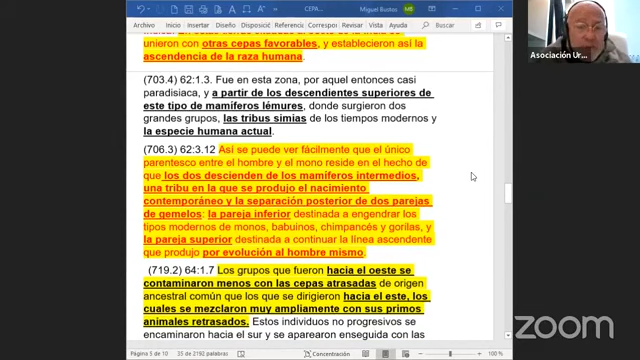 CEPA...
Miguel Bustos
MB
Archivo
Inicio
Insertar
Dibujar
Diseño
Disposición
Referencias
Correspondencia
Revisar
Vista
Ayuda
unieron con otras cepas favorables, y establecieron así la
ascendencia de la raza humana.
(703.4) 62:1.3. Fue en esta zona, por aquel entonces casi
paradisiaca, y a partir de los descendientes superiores de
este tipo de mamíferos lémures, donde surgieron dos
grandes grupos, las tribus simias de los tiempos modernos y
la especie humana actual.
(706.3) 62:3.12 Así se puede ver fácilmente que el único
parentesco entre el hombre y el mono reside en el hecho de
que los dos descienden de los mamíferos intermedios,
una tribu en la que se produjo el nacimiento
contemporáneo y la separación posterior de dos parejas
de gemelos: la pareja inferior destinada a engendrar los
tipos modernos de monos, babuinos, chimpancés y gorilas, y
la pareja superior destinada a continuar la línea ascendente
que produjo por evolución al hombre mismo.
(719.2) 64:1.7 Los grupos que fueron hacia el oeste se
contaminaron menos con las cepas atrasadas de origen
ancestral común que los que se dirigieron hacia el este, los
cuales se mezclaron muy ampliamente con sus primos
animales retrasados. Estos individuos no progresivos se
encaminaron hacia el sur y se aparearon enseguida con las
Página 5 de 10
35 de 2192 palabras
Concentración
100 %
Asociación Ur...
zoom